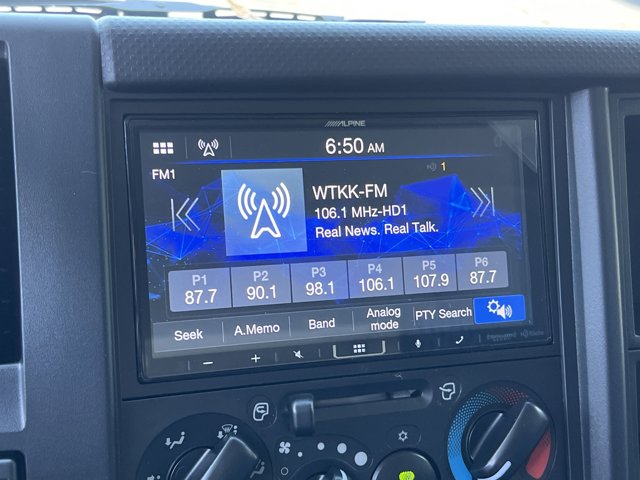 ALPINE
6:50 AM
FM1
1
WTKK-FM
106.1 MHz-HD1
Real News. Real Talk.
P1 P2 P3 P4 P5 P6
87.7 90.1 98.1 106.1 107.9 87.7
Seek A.Memo Band Analog mode PTY Search